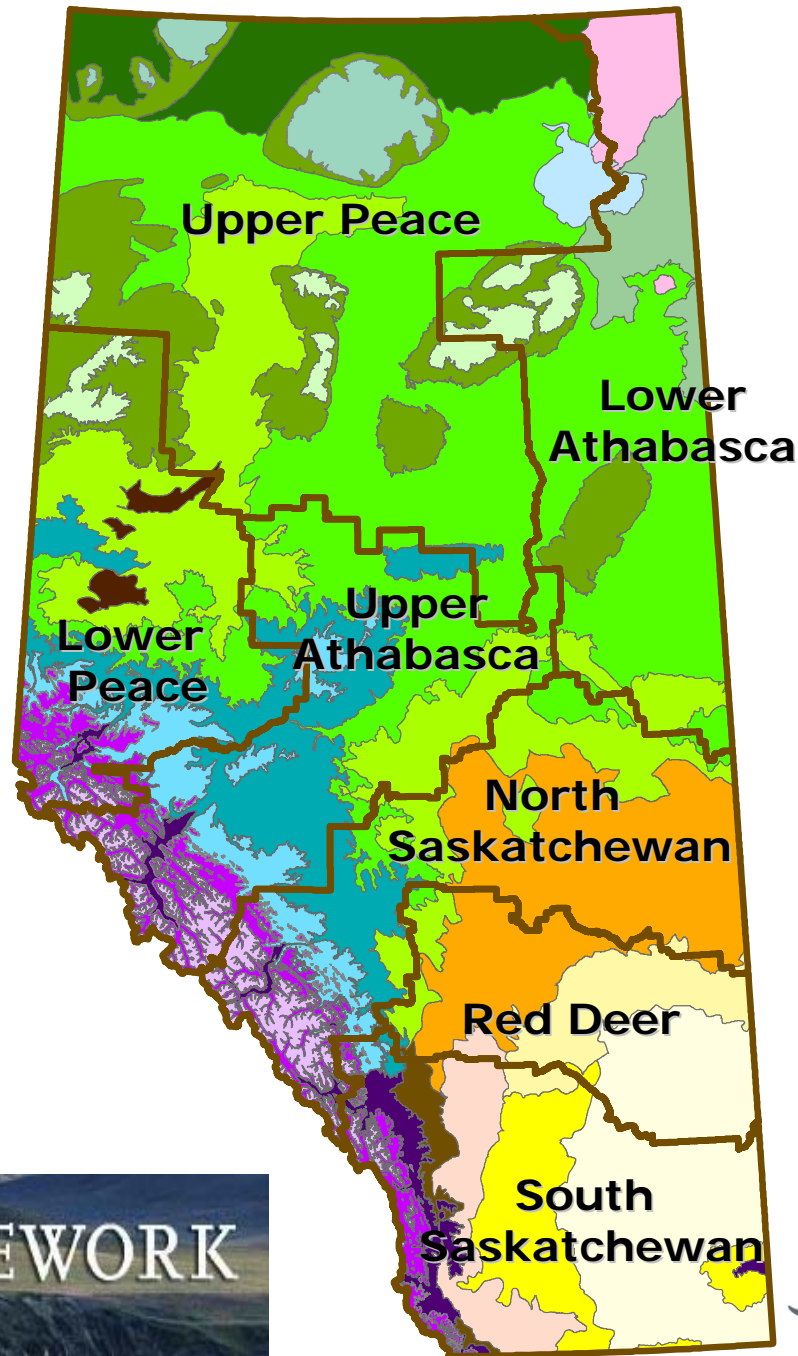 Upper Peace
Lower
Athabasca
Upper
Athabasca
Lower
Peace
North
Saskatchewan
Red Deer
South
Saskatchewan
EWORK